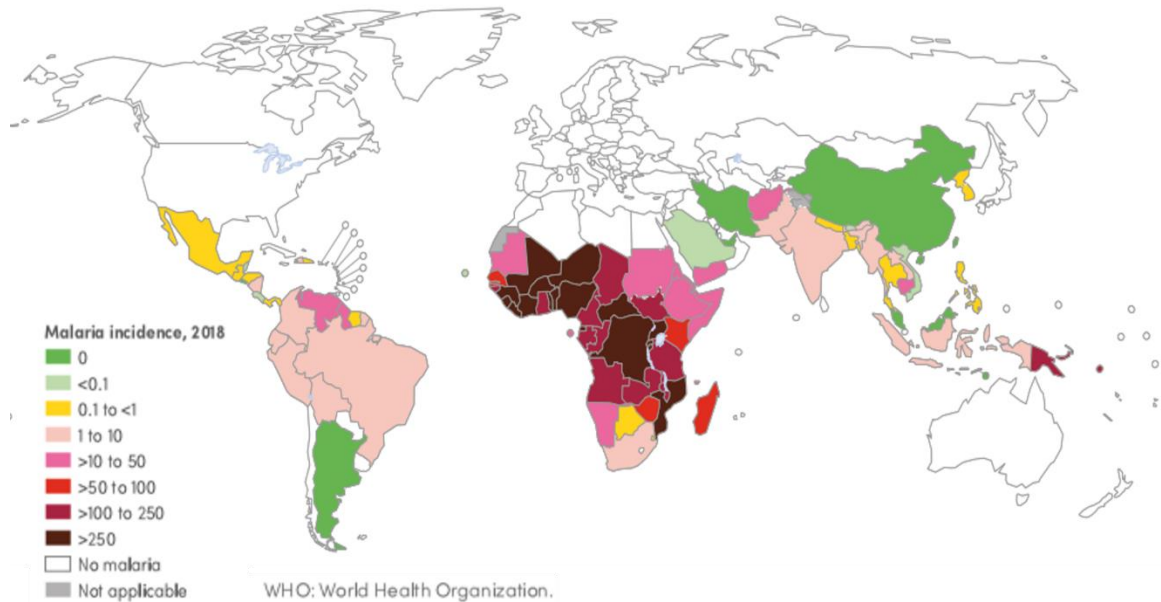 Malaria incidence, 2018
0
<0.1
0.1 to <1
1 to 10
>10 to 50
>50 to 100
>100 to 250
>250
No malaria
Not applicable
WHO: World Health Organization.